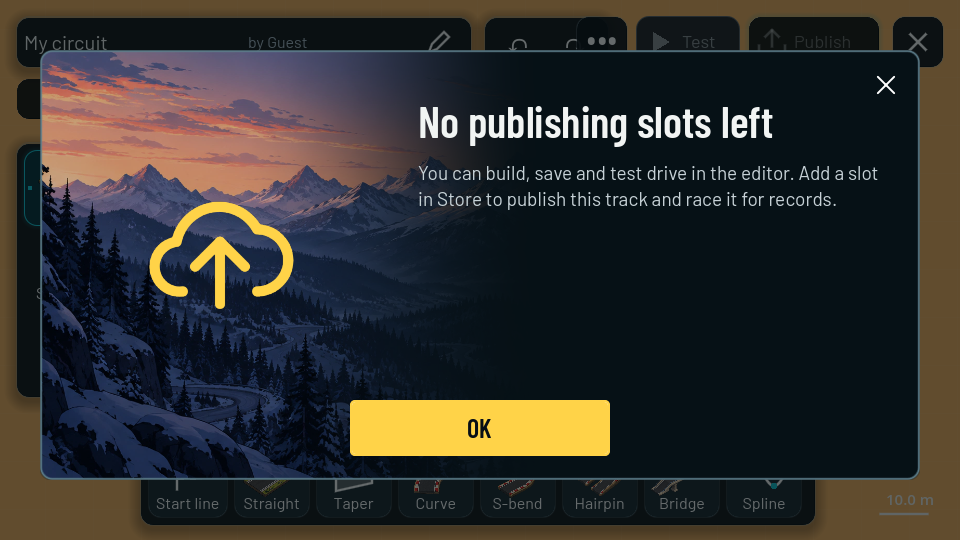 My circuit
by Guest
Test
Publish
No publishing slots left
You can build, save and test drive in the editor. Add a slot
in Store to publish this track and race it for records.
OK
Start line
Straight
Taper
Curve
S-bend
Hairpin
Bridge
Spline
10.0 m